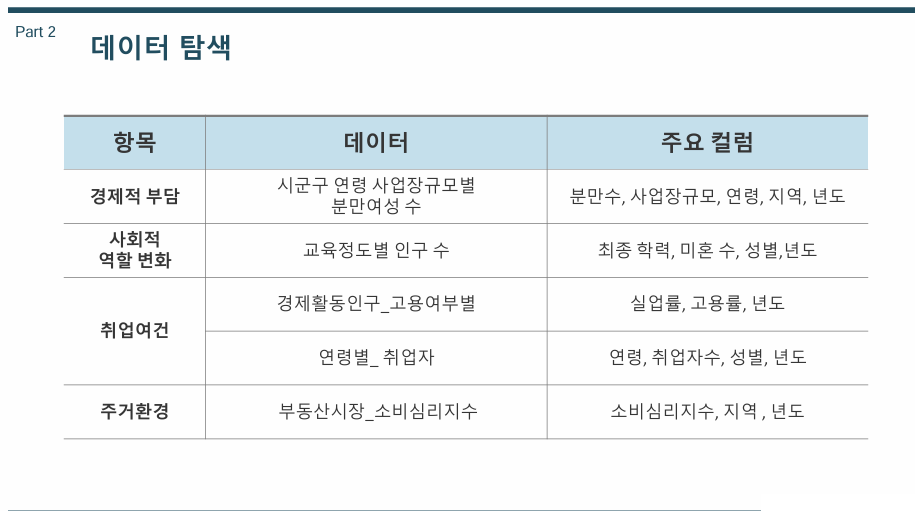 Part 2
데이터 탐색
항목 데이터 주요 컬럼
경제적 부담 시군구 연령 사업장규모별 분만여성 수 분만수, 사업장규모, 연령, 지역, 년도
사회적 역할 변화 교육정도별 인구 수 최종 학력, 미혼 수, 성별,년도
취업여건 경제활동인구_고용여부별 실업률, 고용률, 년도
연령별_ 취업자 연령, 취업자수, 성별, 년도
주거환경 부동산시장_소비심리지수 소비심리지수, 지역 , 년도